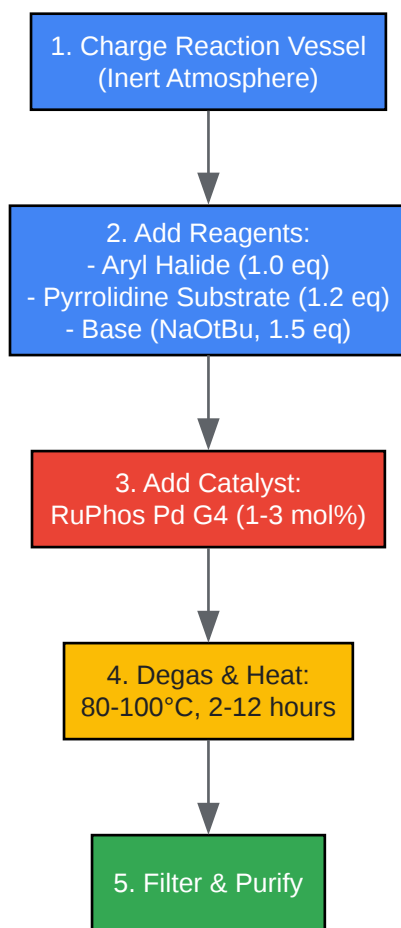 1. Charge Reaction Vessel
(Inert Atmosphere)
2. Add Reagents:
- Aryl Halide (1.0 eq)
- Pyrrolidine Substrate (1.2 eq)
- Base (NaOtBu, 1.5 eq)
3. Add Catalyst:
RuPhos Pd G4 (1-3 mol%)
4. Degas & Heat:
80-100°C, 2-12 hours
5. Filter & Purify